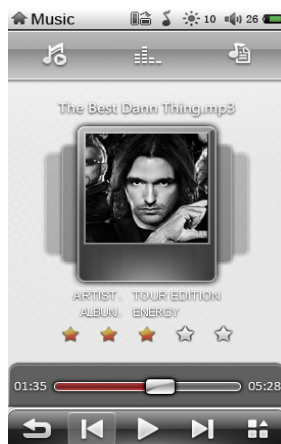 Music 10 26
The Best Dann Thing.mp3
ARTIST: TOUR EDITION
ALBUN: ENERGY
01:35 05:28